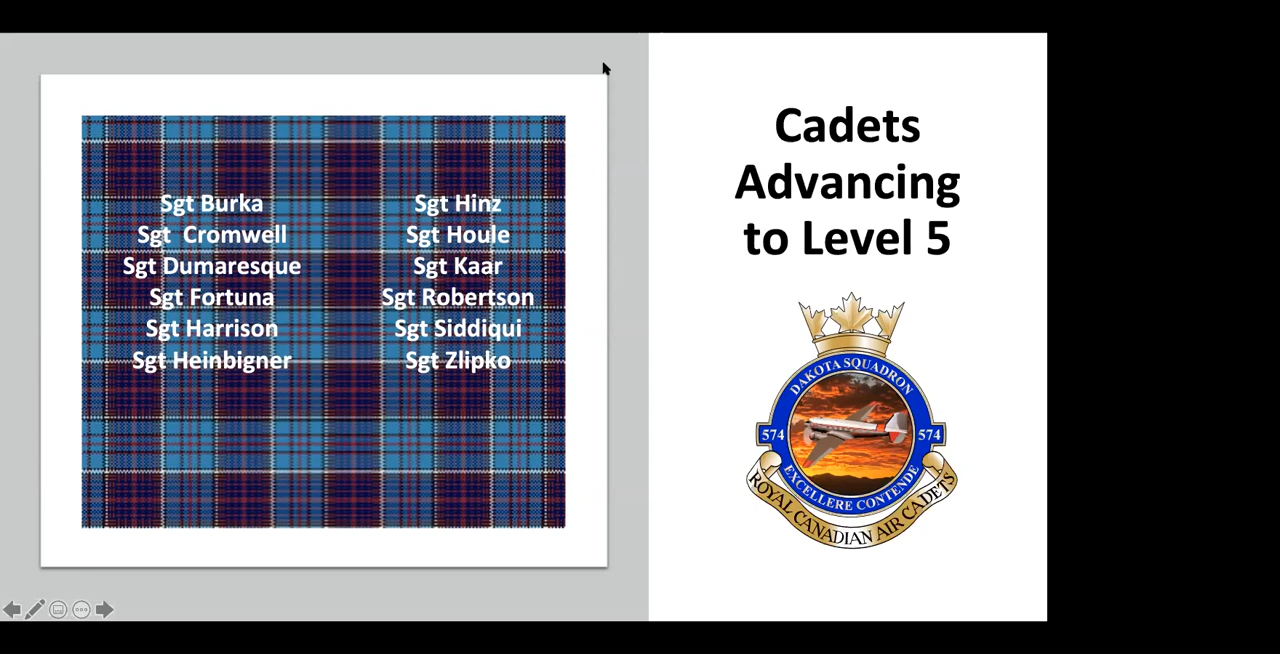 Sgt Burka
Sgt Cromwell
Sgt Dumaresque
Sgt Fortuna
Sgt Harrison
Sgt Heinbigner
Sgt Hinz
Sgt Houle
Sgt Kaar
Sgt Robertson
Sgt Siddiqui
Sgt Zlipko
Cadets
Advancing
to Level 5
DAKOTA SQUADRON
574
574
EXCELLERE CONTENDE
ROYAL CANADIAN AIR CADETS